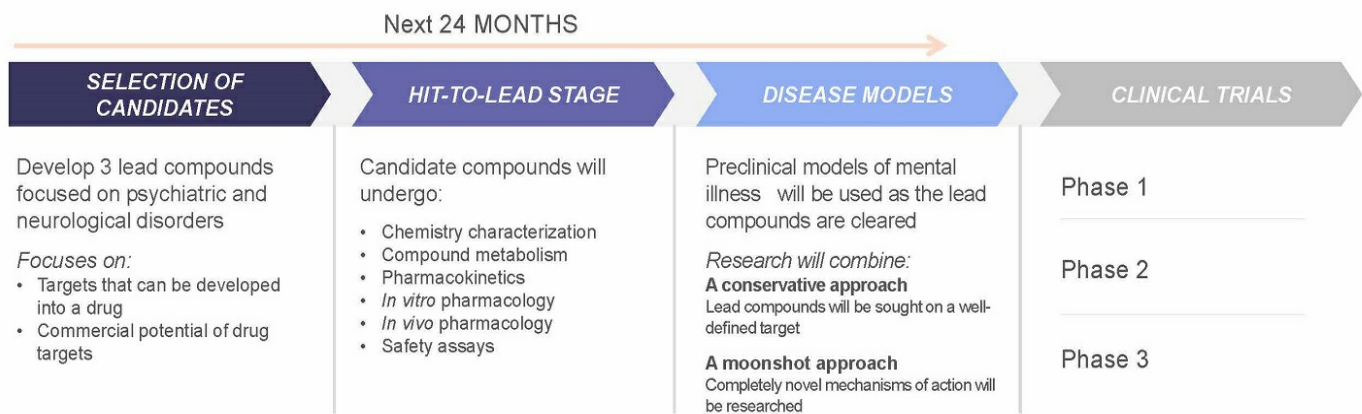 Next 24 MONTHS
SELECTION OF
CANDIDATES
HIT-TO-LEAD STAGE
DISEASE MODELS
CLINICAL TRIALS
Develop 3 lead compounds
focused on psychiatric and
neurological disorders
Focuses on:
• Targets that can be developed
into a drug
• Commercial potential of drug
targets
Candidate compounds will
undergo:
• Chemistry characterization
• Compound metabolism
• Pharmacokinetics
• In vitro pharmacology
• In vivo pharmacology
• Safety assays
Preclinical models of mental
illness will be used as the lead
compounds are cleared
Research will combine:
A conservative approach
Lead compounds will be sought on a well-
defined target
A moonshot approach
Completely novel mechanisms of action will
be researched
Phase 1
Phase 2
Phase 3